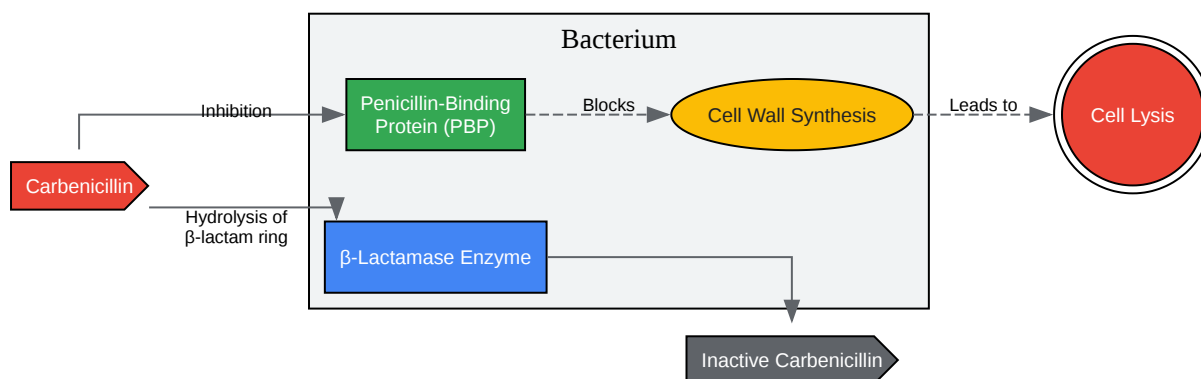 Bacterium
Inhibition
Penicillin-Binding
Protein (PBP)
Blocks
Cell Wall Synthesis
Leads to
Cell Lysis
Carbenicillin
Hydrolysis of
β-lactam ring
β-Lactamase Enzyme
Inactive Carbenicillin